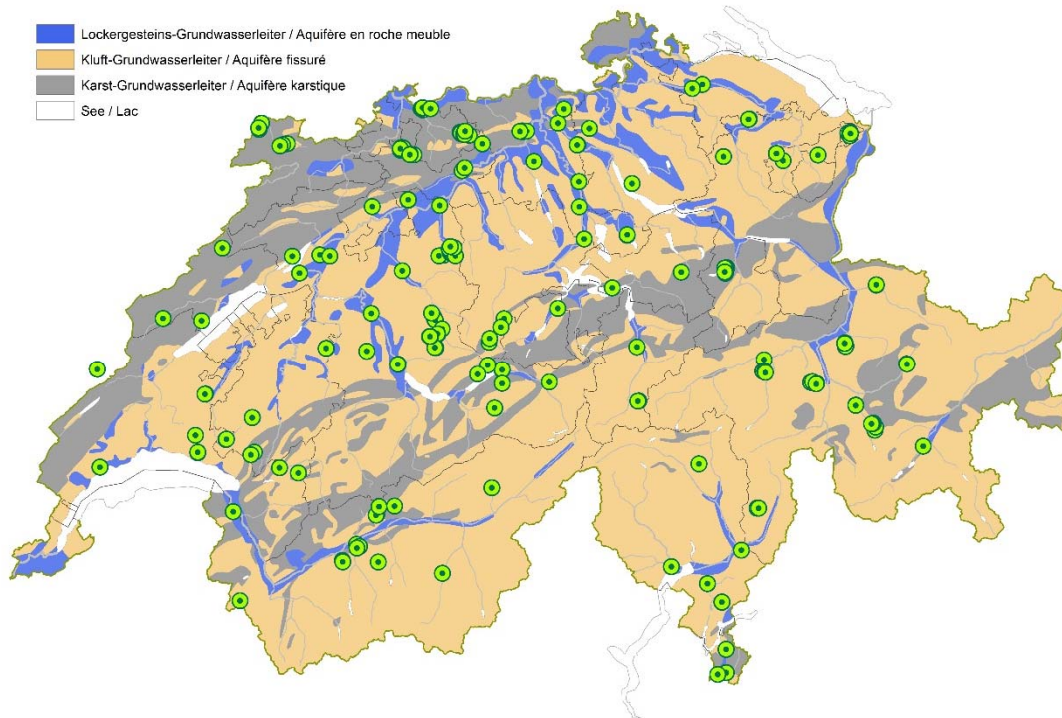 Lockergesteins-Grundwasserleiter / Aquifère en roche meuble
Kluft-Grundwasserleiter / Aquifère fissuré
Karst-Grundwasserleiter / Aquifère karstique
See / Lac